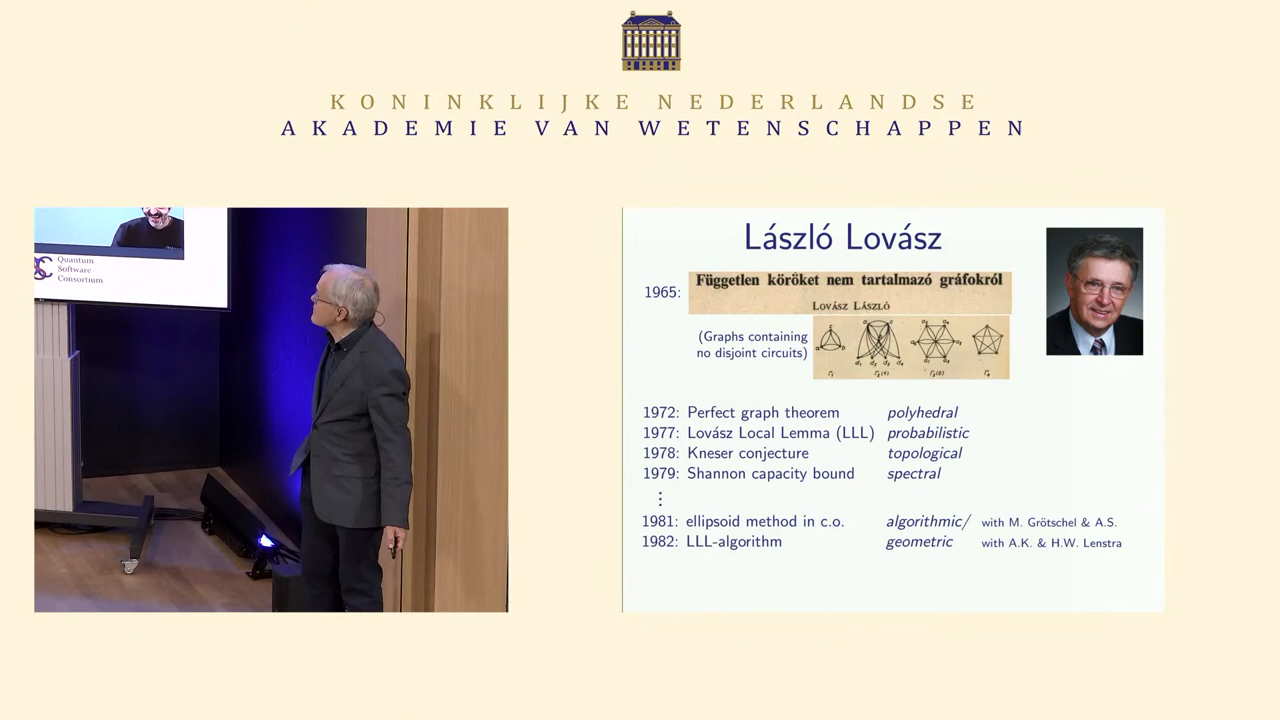 KONINKLIJKE NEDERLANDSE
AKADEMIE VAN WETENSCHAPPEN
Quantum
Software
Consortium
László Lovász
1965:
Független köröket nem tartalmazó gráfokról
LOVÁSZ LÁSZLÓ
(Graphs containing
no disjoint circuits)
1972: Perfect graph theorem polyhedral
1977: Lovász Local Lemma (LLL) probabilistic
1978: Kneser conjecture topological
1979: Shannon capacity bound spectral
⋮
1981: ellipsoid method in c.o. algorithmic/ with M. Grötschel & A.S.
1982: LLL-algorithm geometric with A.K. & H.W. Lenstra